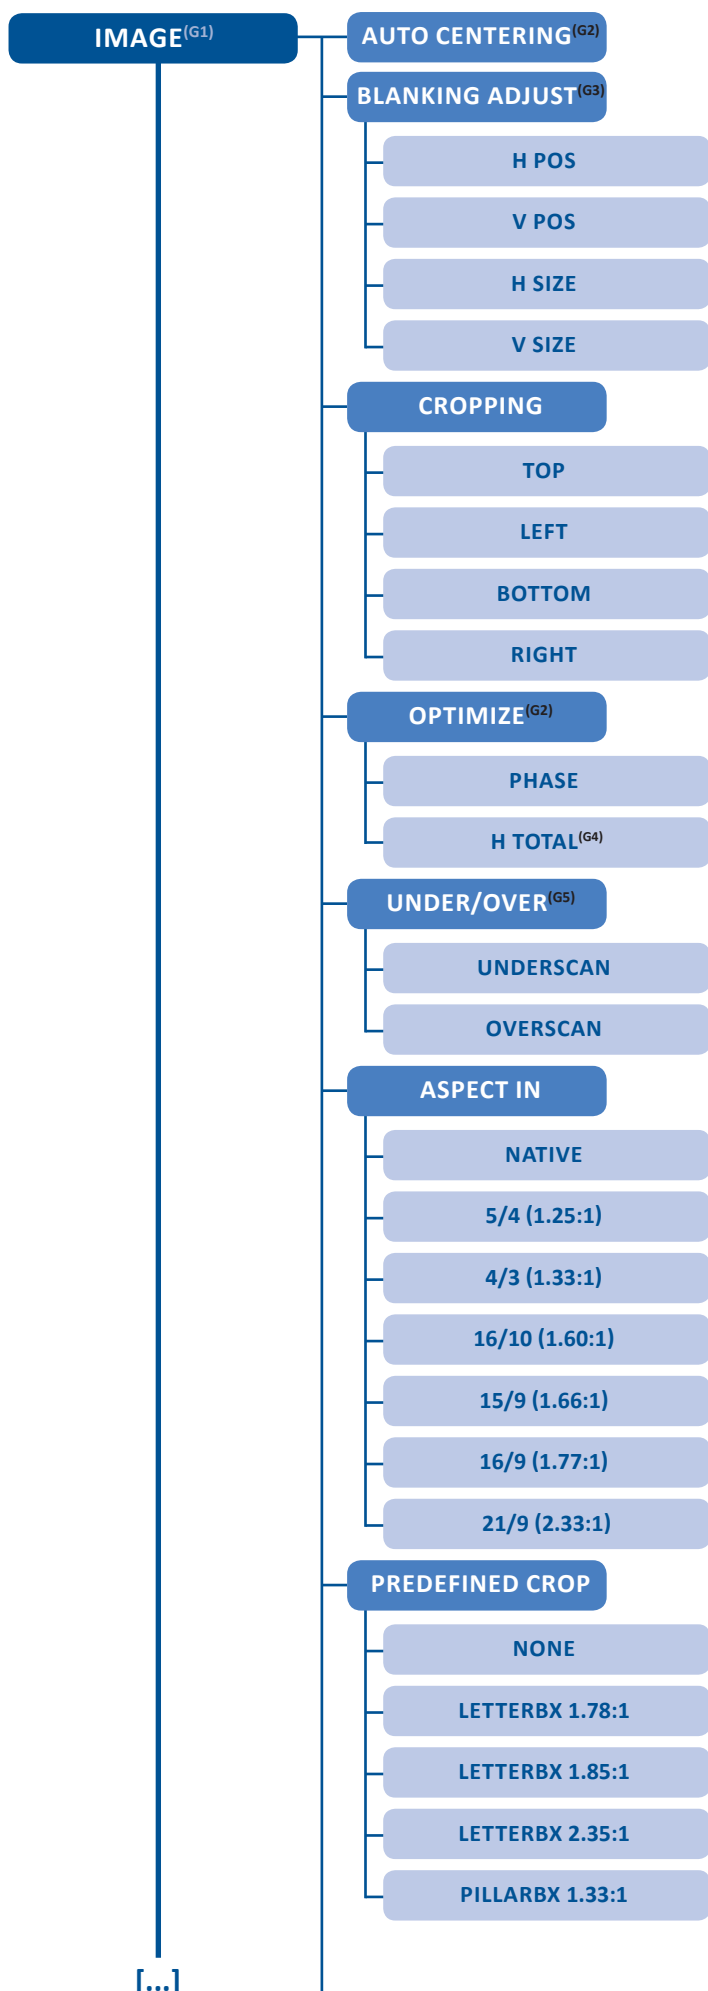 IMAGE(G1)
AUTO CENTERING(G2)
BLANKING ADJUST(G3)
H POS
V POS
H SIZE
V SIZE
CROPPING
TOP
LEFT
BOTTOM
RIGHT
OPTIMIZE(G2)
PHASE
H TOTAL(G4)
UNDER/OVER(G5)
UNDERSCAN
OVERSCAN
ASPECT IN
NATIVE
5/4 (1.25:1)
4/3 (1.33:1)
16/10 (1.60:1)
15/9 (1.66:1)
16/9 (1.77:1)
21/9 (2.33:1)
PREDEFINED CROP
NONE
LETTERBX 1.78:1
LETTERBX 1.85:1
LETTERBX 2.35:1
PILLARBX 1.33:1
[...]